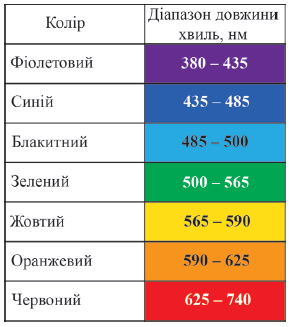 Колір
Діапазон довжини
хвиль, нм
Фіолетовий 380 – 435
Синій 435 – 485
Блакитний 485 – 500
Зелений 500 – 565
Жовтий 565 – 590
Оранжевий 590 – 625
Червоний 625 – 740